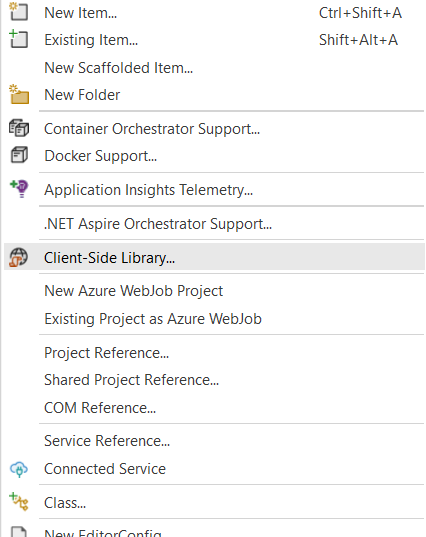 New Item...
Ctrl+Shift+A
Existing Item...
Shift+Alt+A
New Scaffolded Item...
New Folder
Container Orchestrator Support...
Docker Support...
Application Insights Telemetry...
.NET Aspire Orchestrator Support...
Client-Side Library...
New Azure WebJob Project
Existing Project as Azure WebJob
Project Reference...
Shared Project Reference...
COM Reference...
Service Reference...
Connected Service
Class...
New EditorConfig